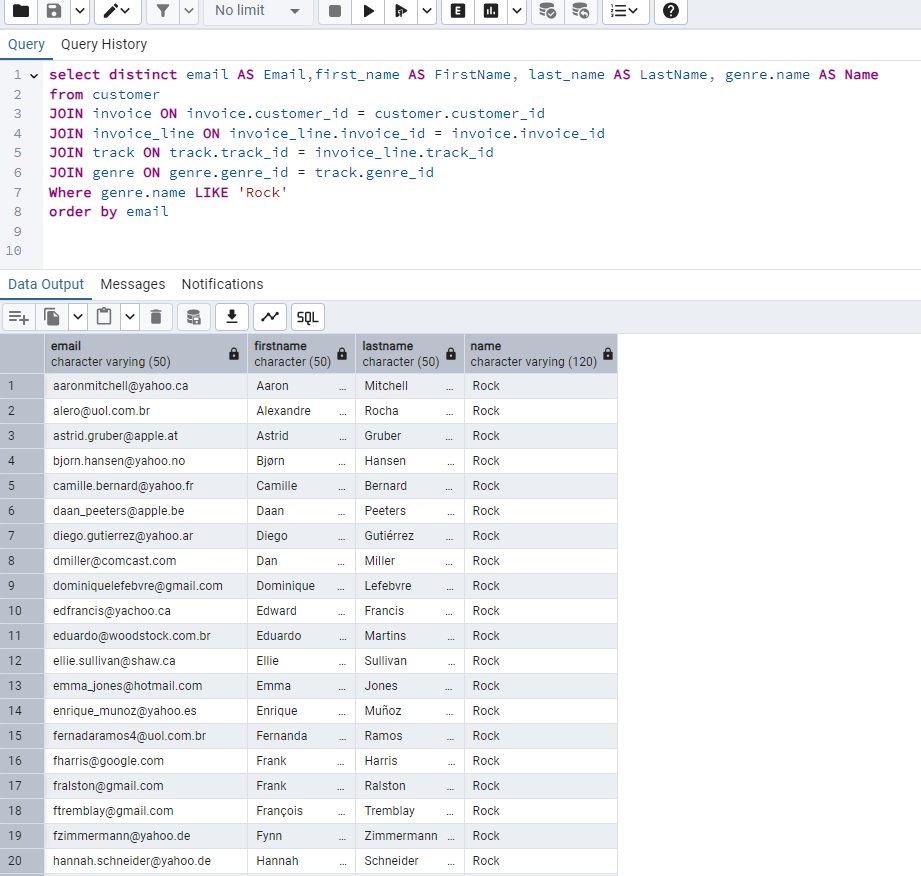 No limit
E
Query Query History
1 select distinct email AS Email,first_name AS FirstName, last_name AS LastName, genre.name AS Name
2 from customer
3 JOIN invoice ON invoice.customer_id = customer.customer_id
4 JOIN invoice_line ON invoice_line.invoice_id = invoice.invoice_id
5 JOIN track ON track.track_id = invoice_line.track_id
6 JOIN genre ON genre.genre_id = track.genre_id
7 Where genre.name LIKE 'Rock'
8 order by email
9
10
Data Output Messages Notifications
SQL
email firstname lastname name
character varying (50) character (50) character (50) character varying (120)
1 aaronmitchell@yahoo.ca Aaron ... Mitchell ... Rock
2 alero@uol.com.br Alexandre ... Rocha ... Rock
3 astrid.gruber@apple.at Astrid ... Gruber ... Rock
4 bjorn.hansen@yahoo.no Bjørn ... Hansen ... Rock
5 camille.bernard@yahoo.fr Camille ... Bernard ... Rock
6 daan_peeters@apple.be Daan ... Peeters ... Rock
7 diego.gutierrez@yahoo.ar Diego ... Gutiérrez ... Rock
8 dmiller@comcast.com Dan ... Miller ... Rock
9 dominiquelefebvre@gmail.com Dominique ... Lefebvre ... Rock
10 edfrancis@yachoo.ca Edward ... Francis ... Rock
11 eduardo@woodstock.com.br Eduardo ... Martins ... Rock
12 ellie.sullivan@shaw.ca Ellie ... Sullivan ... Rock
13 emma_jones@hotmail.com Emma ... Jones ... Rock
14 enrique_munoz@yahoo.es Enrique ... Muñoz ... Rock
15 fernadaramos4@uol.com.br Fernanda ... Ramos ... Rock
16 fharris@google.com Frank ... Harris ... Rock
17 fralston@gmail.com Frank ... Ralston ... Rock
18 ftremblay@gmail.com François ... Tremblay ... Rock
19 fzimmermann@yahoo.de Fynn ... Zimmermann ... Rock
20 hannah.schneider@yahoo.de Hannah ... Schneider ... Rock